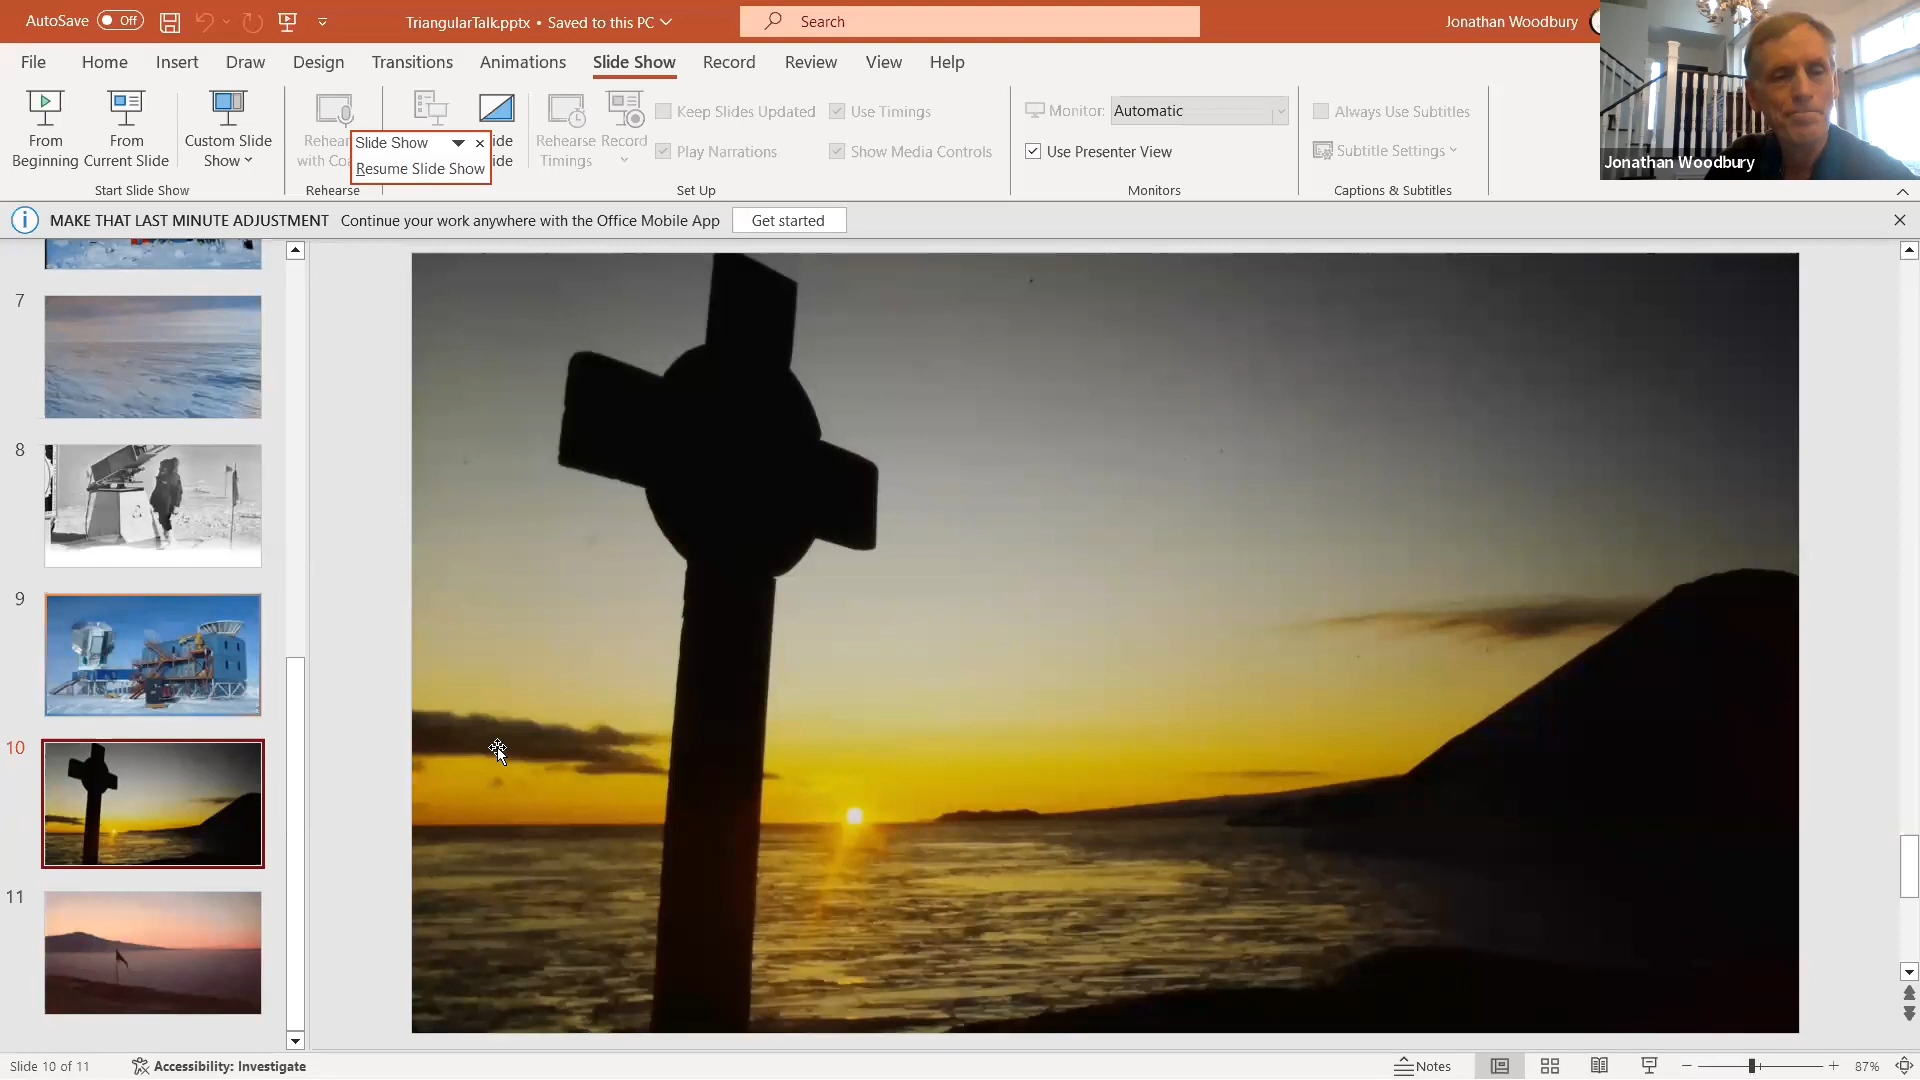 AutoSave Off TriangularTalk.pptx • Saved to this PC Search Jonathan Woodbury
File Home Insert Draw Design Transitions Animations Slide Show Record Review View Help
From Beginning
From Current Slide
Custom Slide Show
Start Slide Show
Rehearse
Slide Show
Resume Slide Show
Rehearse Timings
Record
Keep Slides Updated
Use Timings
Play Narrations
Show Media Controls
Set Up
Monitor: Automatic
Use Presenter View
Monitors
Always Use Subtitles
Subtitle Settings
Captions & Subtitles
Jonathan Woodbury
MAKE THAT LAST MINUTE ADJUSTMENT Continue your work anywhere with the Office Mobile App Get started
7
8
9
10
11
Slide 10 of 11 Accessibility: Investigate Notes 87%